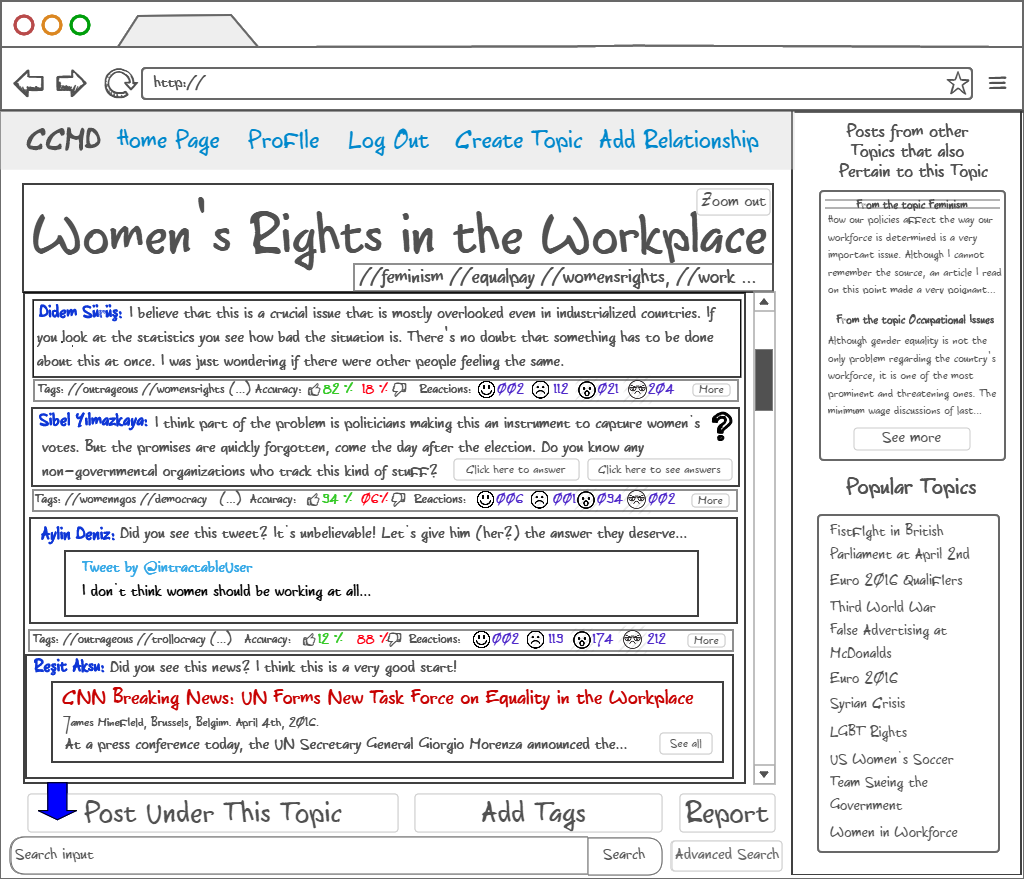 http://
CCMD Home Page Profile Log Out Create Topic Add Relationship
Zoom out
Women's Rights in the Workplace
//feminism //equalpay //womensrights, //work ...
Didem Sürüş: I believe that this is a crucial issue that is mostly overlooked even in industrialized countries. If
you look at the statistics you see how bad the situation is. There's no doubt that something has to be done
about this at once. I was just wondering if there were other people feeling the same.
Tags: //outrageous //womensrights (...) Accuracy: 82 % 18 % Reactions: 002 112 021 204 More
Sibel Yılmazkaya: I think part of the problem is politicians making this an instrument to capture women's ?
votes. But the promises are quickly forgotten, come the day after the election. Do you know any
non-governmental organizations who track this kind of stuff? Click here to answer Click here to see answers
Tags: //womenngos //democracy (...) Accuracy: 94 % 06% Reactions: 006 001 094 002 More
Aylin Deniz: Did you see this tweet? It's unbelievable! Let's give him (her?) the answer they deserve...
Tweet by @intractableUser
I don't think women should be working at all...
Tags: //outrageous //trollocracy (...) Accuracy: 12 % 88 % Reactions: 002 119 174 212 More
Reşit Aksu: Did you see this news? I think this is a very good start!
CNN Breaking News: UN Forms New Task Force on Equality in the Workplace
James Minefield, Brussels, Belgim. April 4th, 2016.
At a press conference today, the UN Secretary General Giorgio Morenza announced the... See all
Post Under This Topic Add Tags Report
Search input Search Advanced Search
Posts from other
Topics that also
Pertain to this Topic
From the topic Feminism
How our policies affect the way our
workforce is determined is a very
important issue. Although I cannot
remember the source, an article I read
on this point made a very poignant...
From the topic Occupational Issues
Although gender equality is not the
only problem regarding the country's
workforce, it is one of the most
prominent and threatening ones. The
minimum wage discussions of last...
See more
Popular Topics
Fistfight in British
Parliament at April 2nd
Euro 2016 Qualifiers
Third World War
False Advertising at
McDonalds
Euro 2016
Syrian Crisis
LGBT Rights
US Women's Soccer
Team Sueing the
Government
Women in Workforce